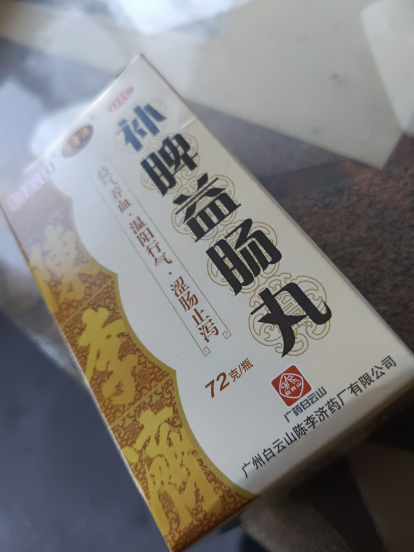 补脾益肠丸
益气养血·温阳行气·涩肠止泻
72克/瓶
陳李濟
广药白云山
广州白云山陈李济药厂有限公司